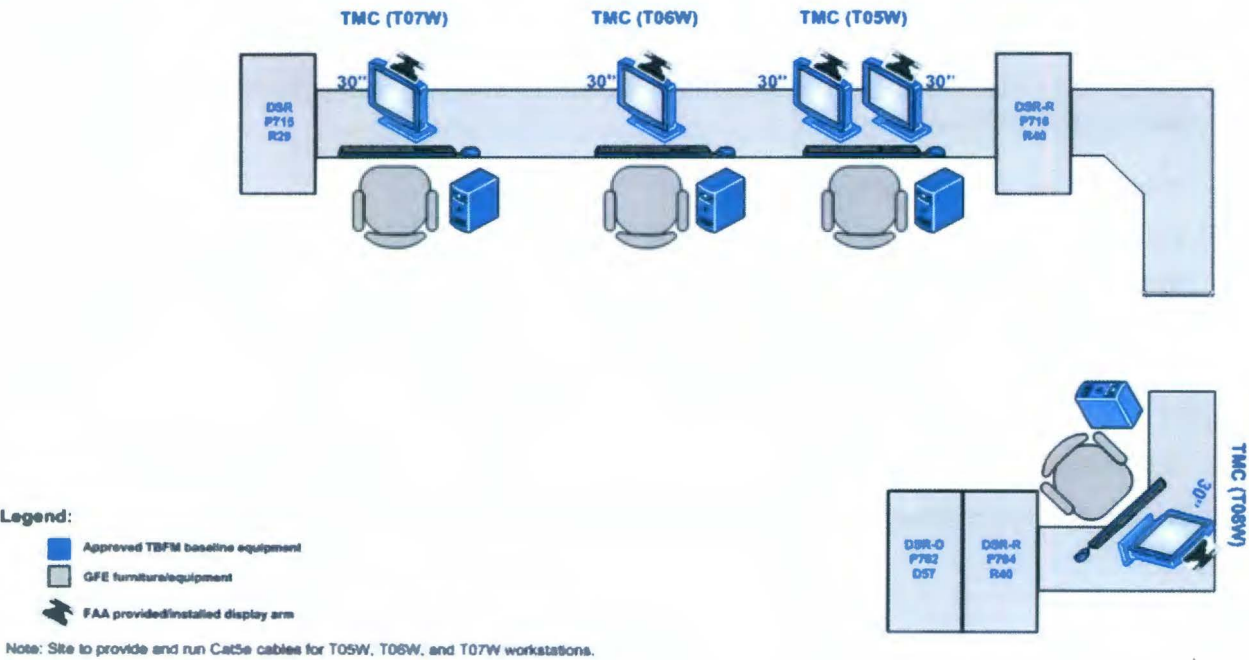 TMC (T07W)
TMC (T06W)
TMC (T05W)
30"
30"
30"
30"
DSR
P715
R29
DSR-R
P716
R40
TMC (T08W)
30"
DSR-D
P762
D57
DSR-R
P764
R40
Legend:
Approved TBFM baseline equipment
GFE furniture/equipment
FAA provided/installed display arm
Note: Site to provide and run Cat5e cables for T05W, T06W, and T07W workstations.